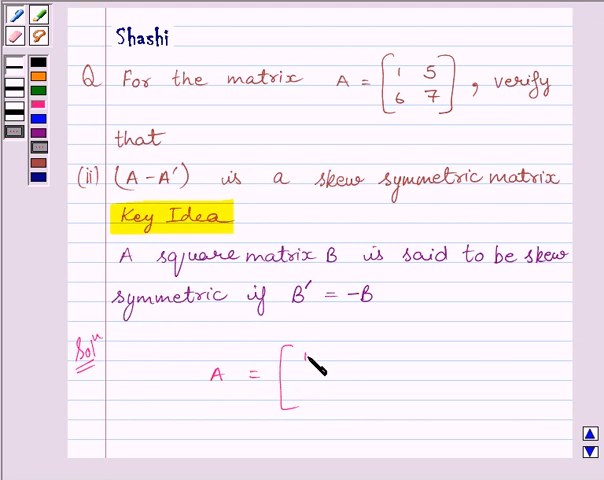 Shashi
Q For the matrix A = [ 1 5 ; 6 7 ] , verify
that
(ii) (A - A') is a skew symmetric matrix
Key Idea
A square matrix B is said to be skew
symmetric if B' = -B
Solⁿ
A = [ 1